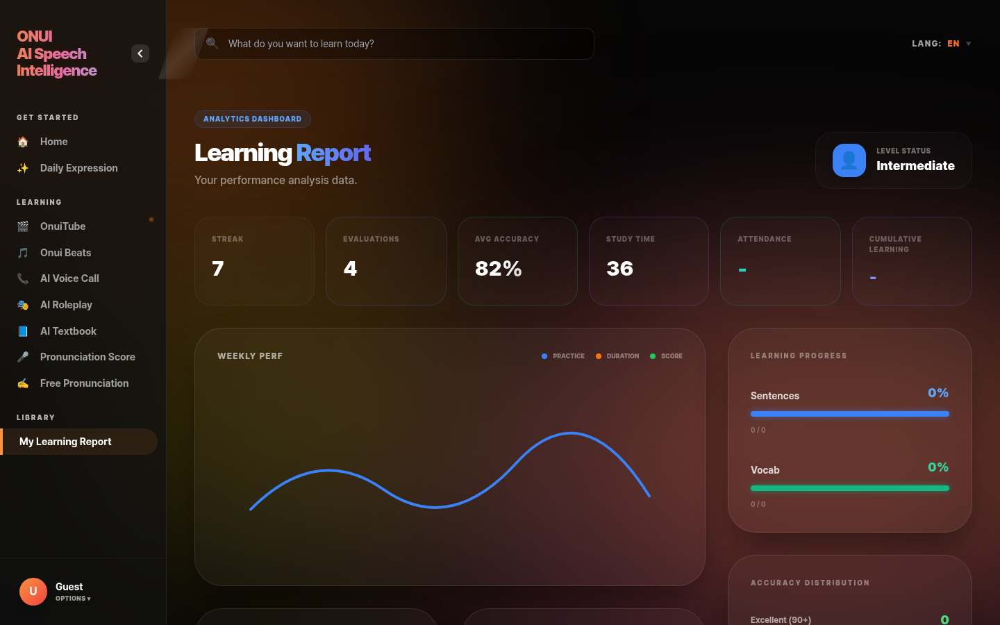 ONUI
AI Speech
Intelligence
What do you want to learn today?
LANG: EN ▼
GET STARTED
Home
Daily Expression
LEARNING
OnuiTube
Onui Beats
AI Voice Call
AI Roleplay
AI Textbook
Pronunciation Score
Free Pronunciation
LIBRARY
My Learning Report
U
Guest
OPTIONS ▾
ANALYTICS DASHBOARD
Learning Report
Your performance analysis data.
LEVEL STATUS
Intermediate
STREAK
7
EVALUATIONS
4
AVG ACCURACY
82%
STUDY TIME
36
ATTENDANCE
-
CUMULATIVE
LEARNING
-
WEEKLY PERF
PRACTICE
DURATION
SCORE
LEARNING PROGRESS
Sentences
0%
0 / 0
Vocab
0%
0 / 0
ACCURACY DISTRIBUTION
Excellent (90+)
0